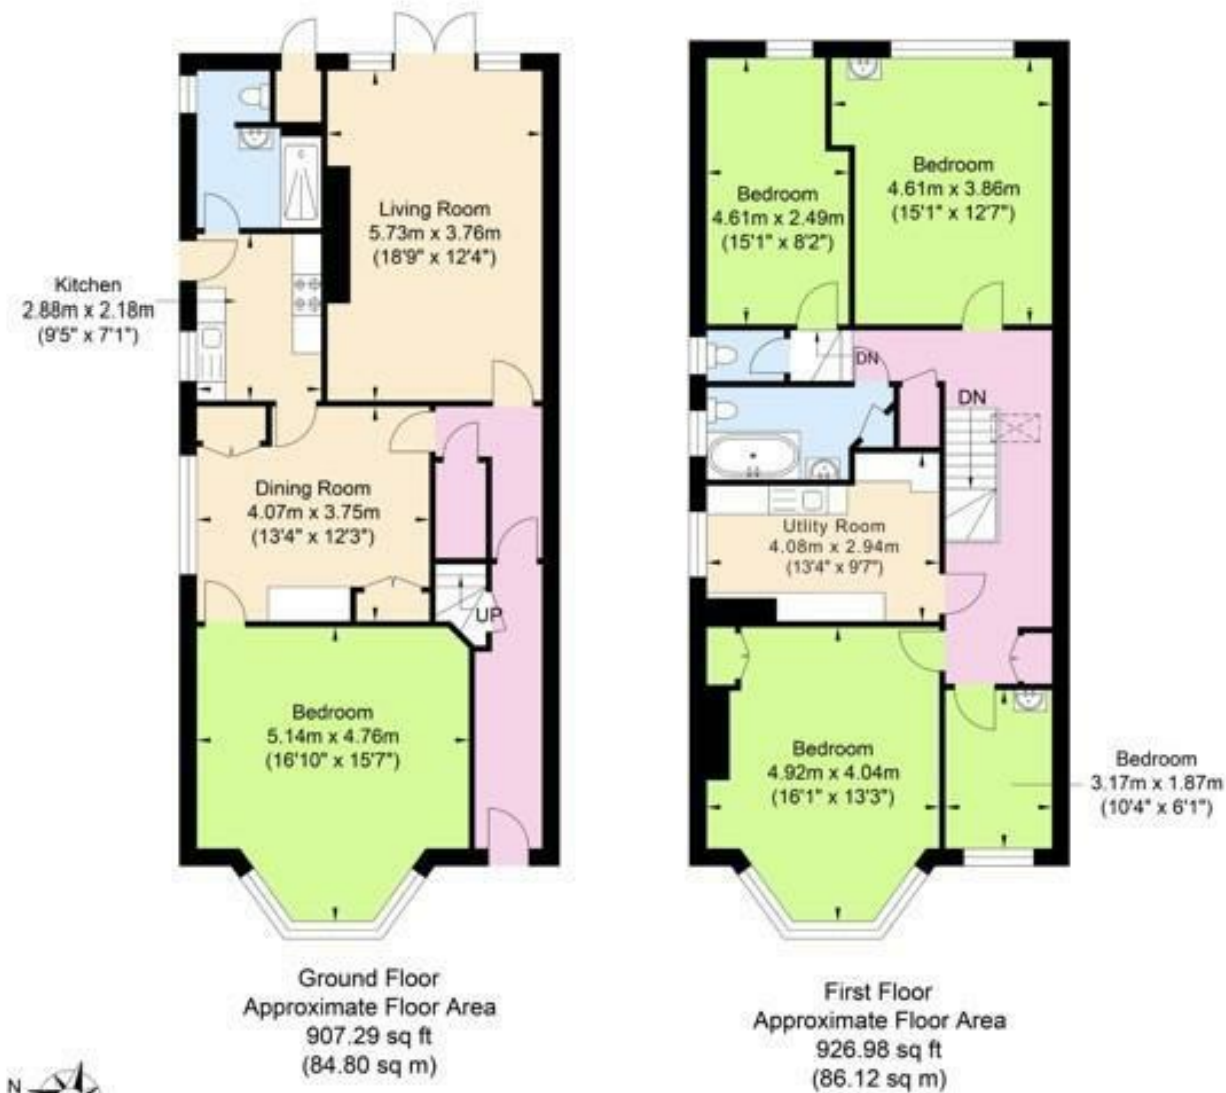 Living Room
5.73m x 3.76m
(18'9" x 12'4")
Kitchen
2.88m x 2.18m
(9'5" x 7'1")
Dining Room
4.07m x 3.75m
(13'4" x 12'3")
UP
Bedroom
5.14m x 4.76m
(16'10" x 15'7")
Ground Floor
Approximate Floor Area
907.29 sq ft
(84.80 sq m)
N
Bedroom
4.61m x 2.49m
(15'1" x 8'2")
Bedroom
4.61m x 3.86m
(15'1" x 12'7")
DN
DN
Utlity Room
4.08m x 2.94m
(13'4" x 9'7")
Bedroom
4.92m x 4.04m
(16'1" x 13'3")
Bedroom
3.17m x 1.87m
(10'4" x 6'1")
First Floor
Approximate Floor Area
926.98 sq ft
(86.12 sq m)